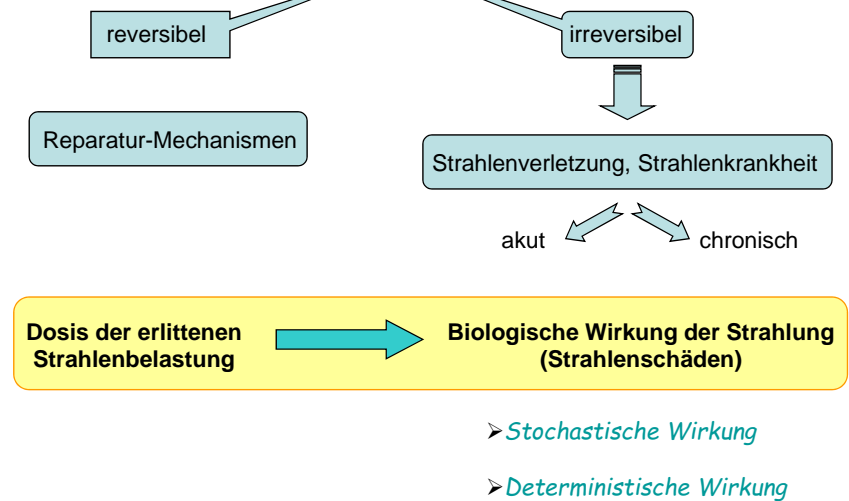 reversibel
irreversibel
Reparatur-Mechanismen
Strahlenverletzung, Strahlenkrankheit
akut
chronisch
Dosis der erlittenen
Strahlenbelastung
Biologische Wirkung der Strahlung
(Strahlenschäden)
➢Stochastische Wirkung
➢Deterministische Wirkung